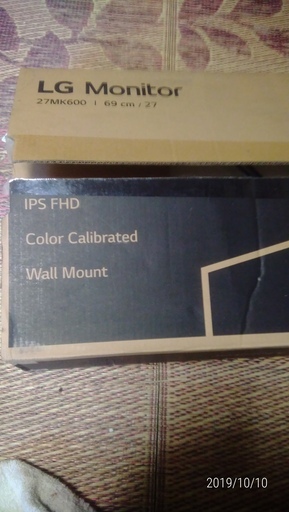 LG Monitor
27MK600 | 69 cm / 27
IPS FHD
Color Calibrated
Wall Mount
2019/10/10